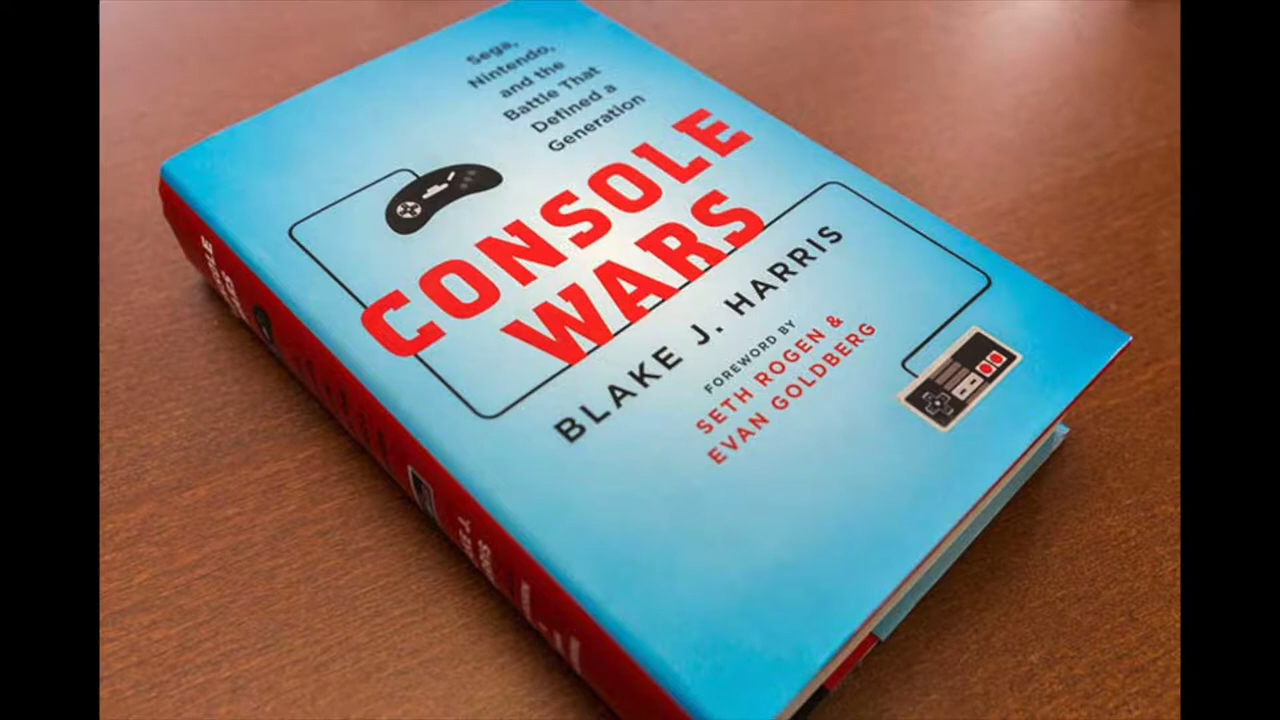 Sega,
Nintendo,
and the
Battle That
Defined a
Generation
CONSOLE
WARS
BLAKE J. HARRIS
FOREWORD BY
SETH ROGEN &
EVAN GOLDBERG